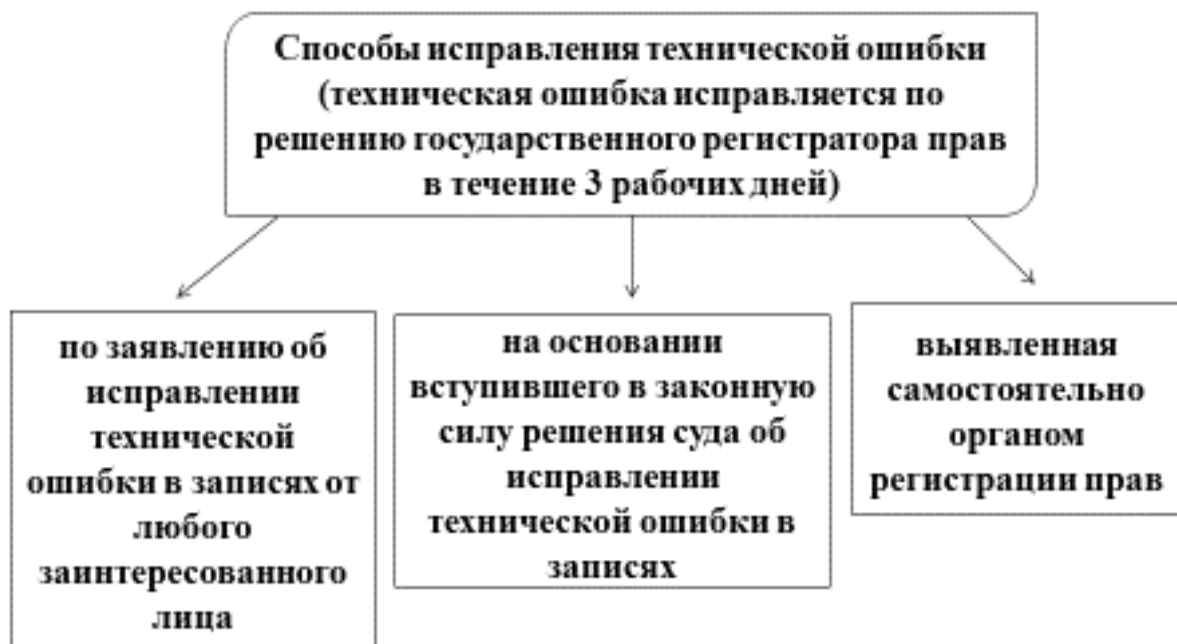 Способы исправления технической ошибки
(техническая ошибка исправляется по
решению государственного регистратора прав
в течение 3 рабочих дней)
по заявлению об
исправлении
технической
ошибки в записях от
любого
заинтересованного
лица
на основании
вступившего в законную
силу решения суда об
исправлении
технической ошибки в
записях
выявленная
самостоятельно
органом
регистрации прав